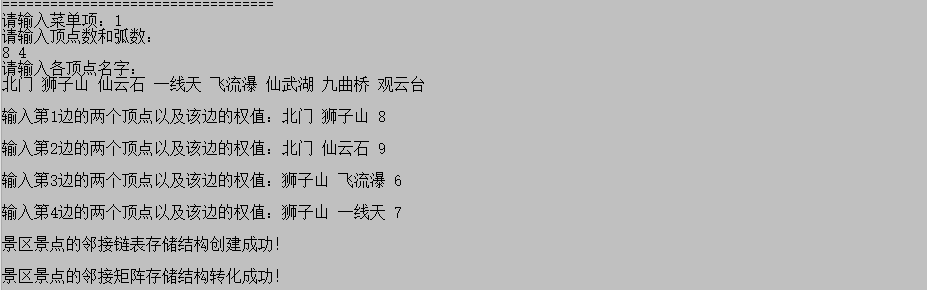 ==================================
请输入菜单项：1
请输入顶点数和弧数：
8 4
请输入各顶点名字：
北门 狮子山 仙云石 一线天 飞流瀑 仙武湖 九曲桥 观云台
输入第1边的两个顶点以及该边的权值：北门 狮子山 8
输入第2边的两个顶点以及该边的权值：北门 仙云石 9
输入第3边的两个顶点以及该边的权值：狮子山 飞流瀑 6
输入第4边的两个顶点以及该边的权值：狮子山 一线天 7
景区景点的邻接链表存储结构创建成功!
景区景点的邻接矩阵存储结构转化成功!